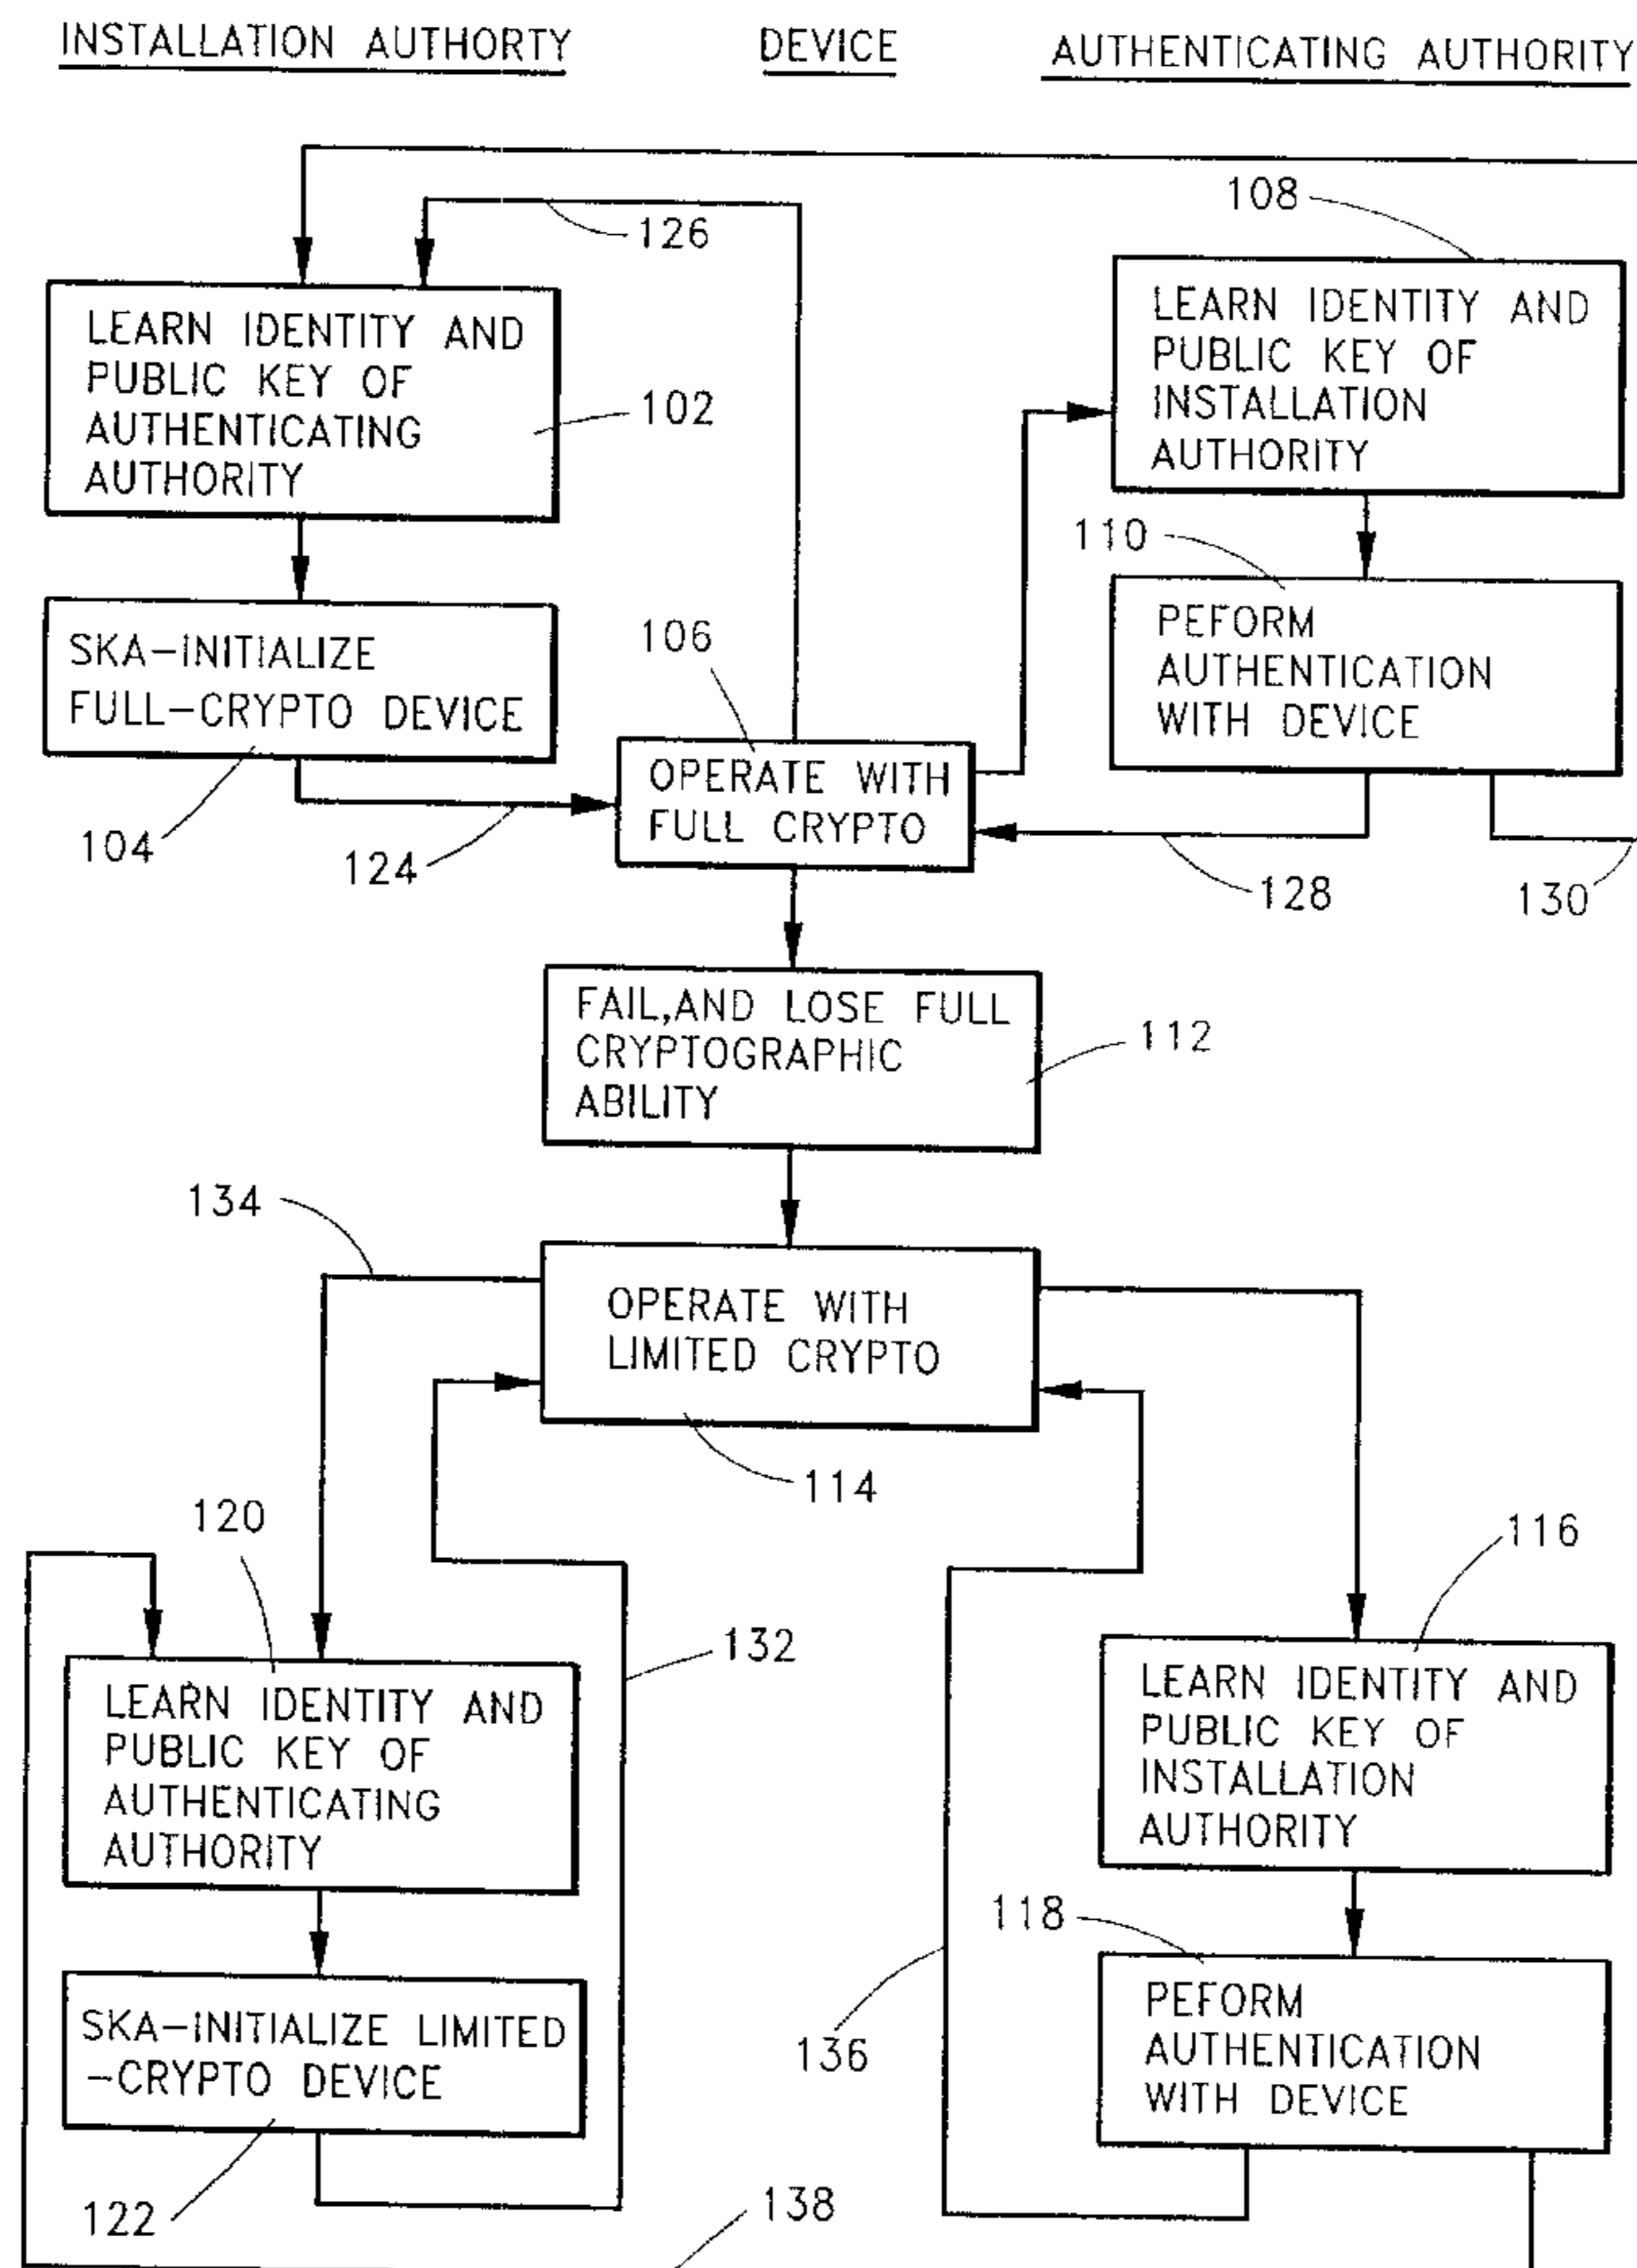 INSTALLATION AUTHORTY
DEVICE
AUTHENTICATING AUTHORITY
108
126
LEARN IDENTITY AND
PUBLIC KEY OF
AUTHENTICATING
AUTHORITY
102
LEARN IDENTITY AND
PUBLIC KEY OF
INSTALLATION
AUTHORITY
110
SKA-INITIALIZE
FULL-CRYPTO DEVICE
104
124
106
OPERATE WITH
FULL CRYPTO
PEFORM
AUTHENTICATION
WITH DEVICE
128
130
FAIL,AND LOSE FULL
CRYPTOGRAPHIC
ABILITY
112
134
OPERATE WITH
LIMITED CRYPTO
114
120
116
132
LEARN IDENTITY AND
PUBLIC KEY OF
AUTHENTICATING
AUTHORITY
LEARN IDENTITY AND
PUBLIC KEY OF
INSTALLATION
AUTHORITY
118
SKA-INITIALIZE LIMITED
-CRYPTO DEVICE
122
136
PEFORM
AUTHENTICATION
WITH DEVICE
138